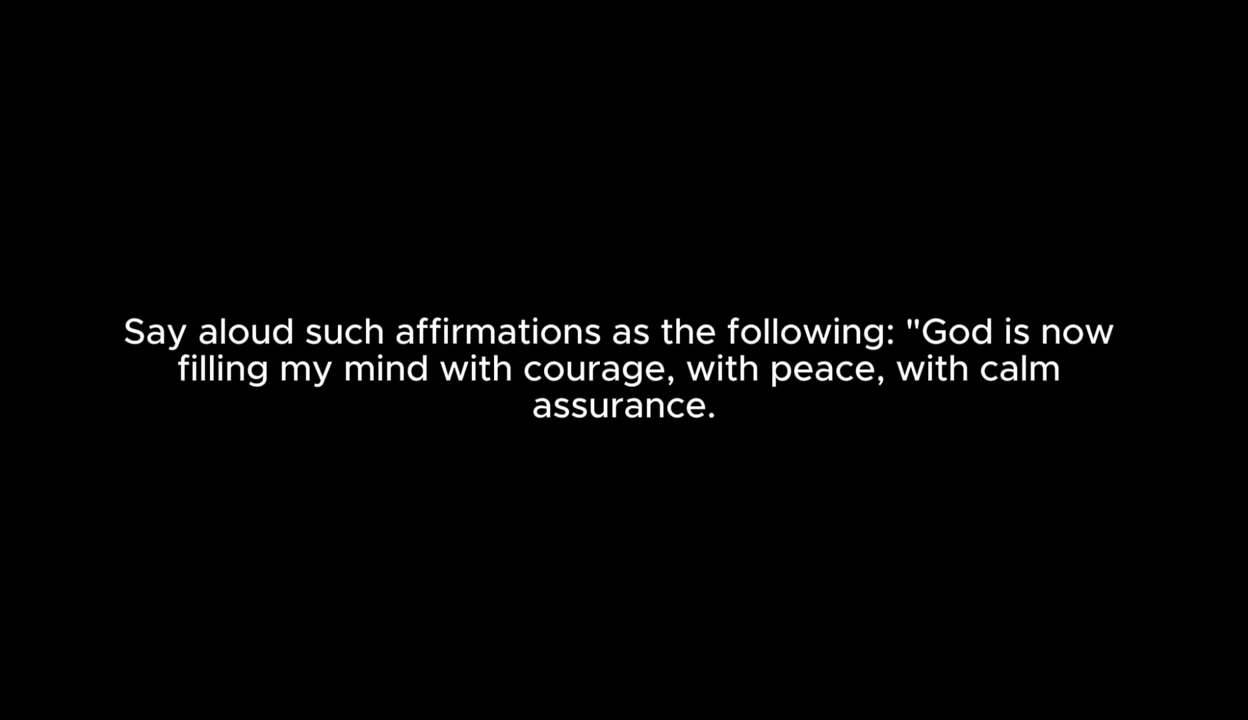 Say aloud such affirmations as the following: "God is now
filling my mind with courage, with peace, with calm
assurance.